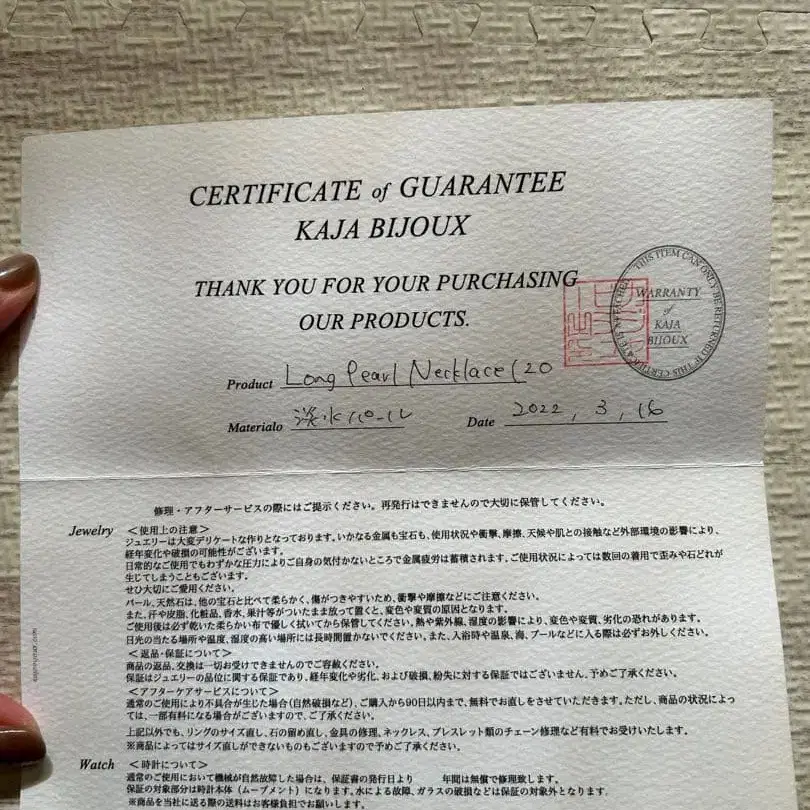 CERTIFICATE of GUARANTEE
KAJA BIJOUX
THANK YOU FOR YOUR PURCHASING
OUR PRODUCTS.
THIS ITEM CAN ONLY BE RETURNED IF THIS CERTIFICATE IS ATTACHED
WARRANTY
of
KAJA
BIJOUX
Product Long Pearl Necklace (20
Materialo 淡水パール
Date 2022, 3, 16
修理・アフターサービスの際にはご提示ください。再発行はできませんので大切に保管してください。
Jewelry <使用上の注意>
ジュエリーは大変デリケートな作りとなっております。いかなる金属も宝石も、使用状況や衝撃、摩擦、天候や肌との接触など外部環境の影響により、
経年変化や破損の可能性がございます。
日常的なご使用でもわずかな圧力によりご自身の気付かないところで金属疲労は蓄積されます。ご使用状況によっては数回の着用で歪みや石どれが
生じてしまうこともございます。
ぜひ大切にご愛用ください。
パール、天然石は、他の宝石と比べて柔らかく、傷がつきやすいため、衝撃や摩擦などにご注意ください。
また、汗や皮脂、化粧品、香水、果汁等がついたまま放って置くと、変色や変質の原因となります。
ご使用後は必ず乾いた柔らかい布で優しく拭いてから保管してください。熱や紫外線、湿度の影響により、変色や変質、劣化の恐れがあります。
日光の当たる場所や温度、湿度の高い場所には長時間置かないでください。また、入浴時や温泉、海、プールなどに入る際は必ずお外しください。
<返品・保証について>
商品の返品、交換は一切お受けできませんのでご容赦ください。
保証はジュエリーの品位に関する保証であり、経年変化や劣化、および破損、紛失に対する保証ではございません。予めご了承ください。
<アフターケアサービスについて>
通常のご使用により不具合が生じた場合(自然破損など)、ご購入から90日以内まで、無料でお直しをさせていただきます。ただし、商品の状況によっ
ては、一部有料になる場合がございますので、ご了承ください。
上記以外でも、リングのサイズ直し、石の留め直し、金具の修理、ネックレス、ブレスレット類のチェーン修理など有料でお受けいたします。
※商品によってはサイズ直しができないものもございますので予めご了承ください。
Watch <時計について>
通常のご使用において機械が自然故障した場合は、保証書の発行日より 年間は無償で修理致します。
保証の対象部分は時計本体(ムーブメント)になります。水による故障、ガラスの破損などは保証の対象外となります。
※商品を当社に送る際の送料はお客様負担でお願いします。